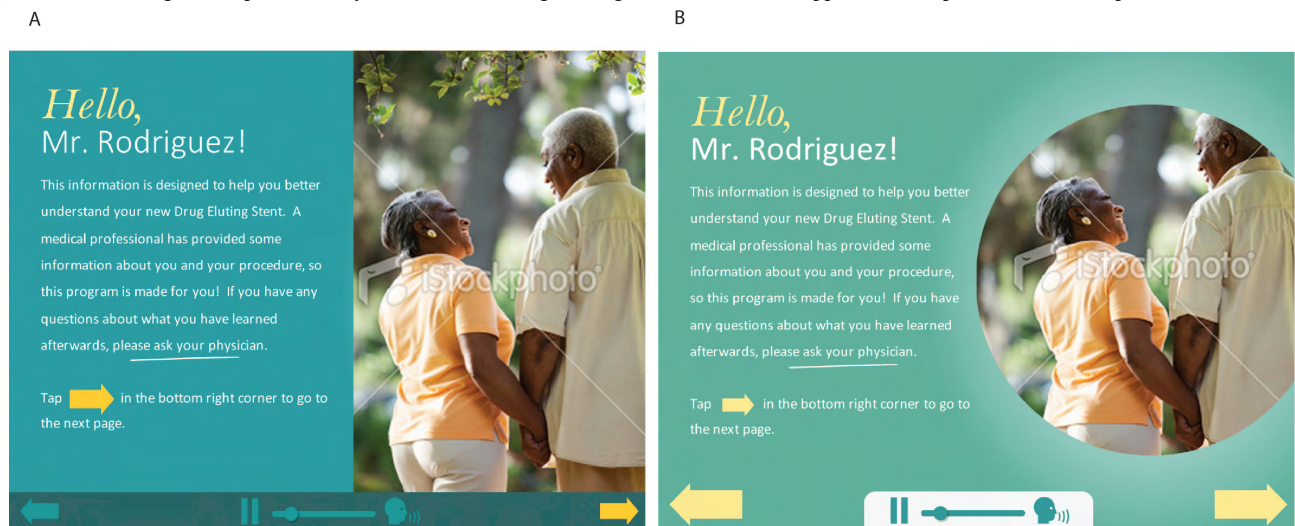 A
Hello,
Mr. Rodriguez!
This information is designed to help you better
understand your new Drug Eluting Stent. A
medical professional has provided some
information about you and your procedure, so
this program is made for you! If you have any
questions about what you have learned
afterwards, please ask your physician.
Tap in the bottom right corner to go to
the next page.
iStockphoto
B
Hello,
Mr. Rodriguez!
This information is designed to help you better
understand your new Drug Eluting Stent. A
medical professional has provided some
information about you and your procedure,
so this program is made for you! If you have
any questions about what you have learned
afterwards, please ask your physician.
Tap in the bottom right corner to go to
the next page.
iStockphoto